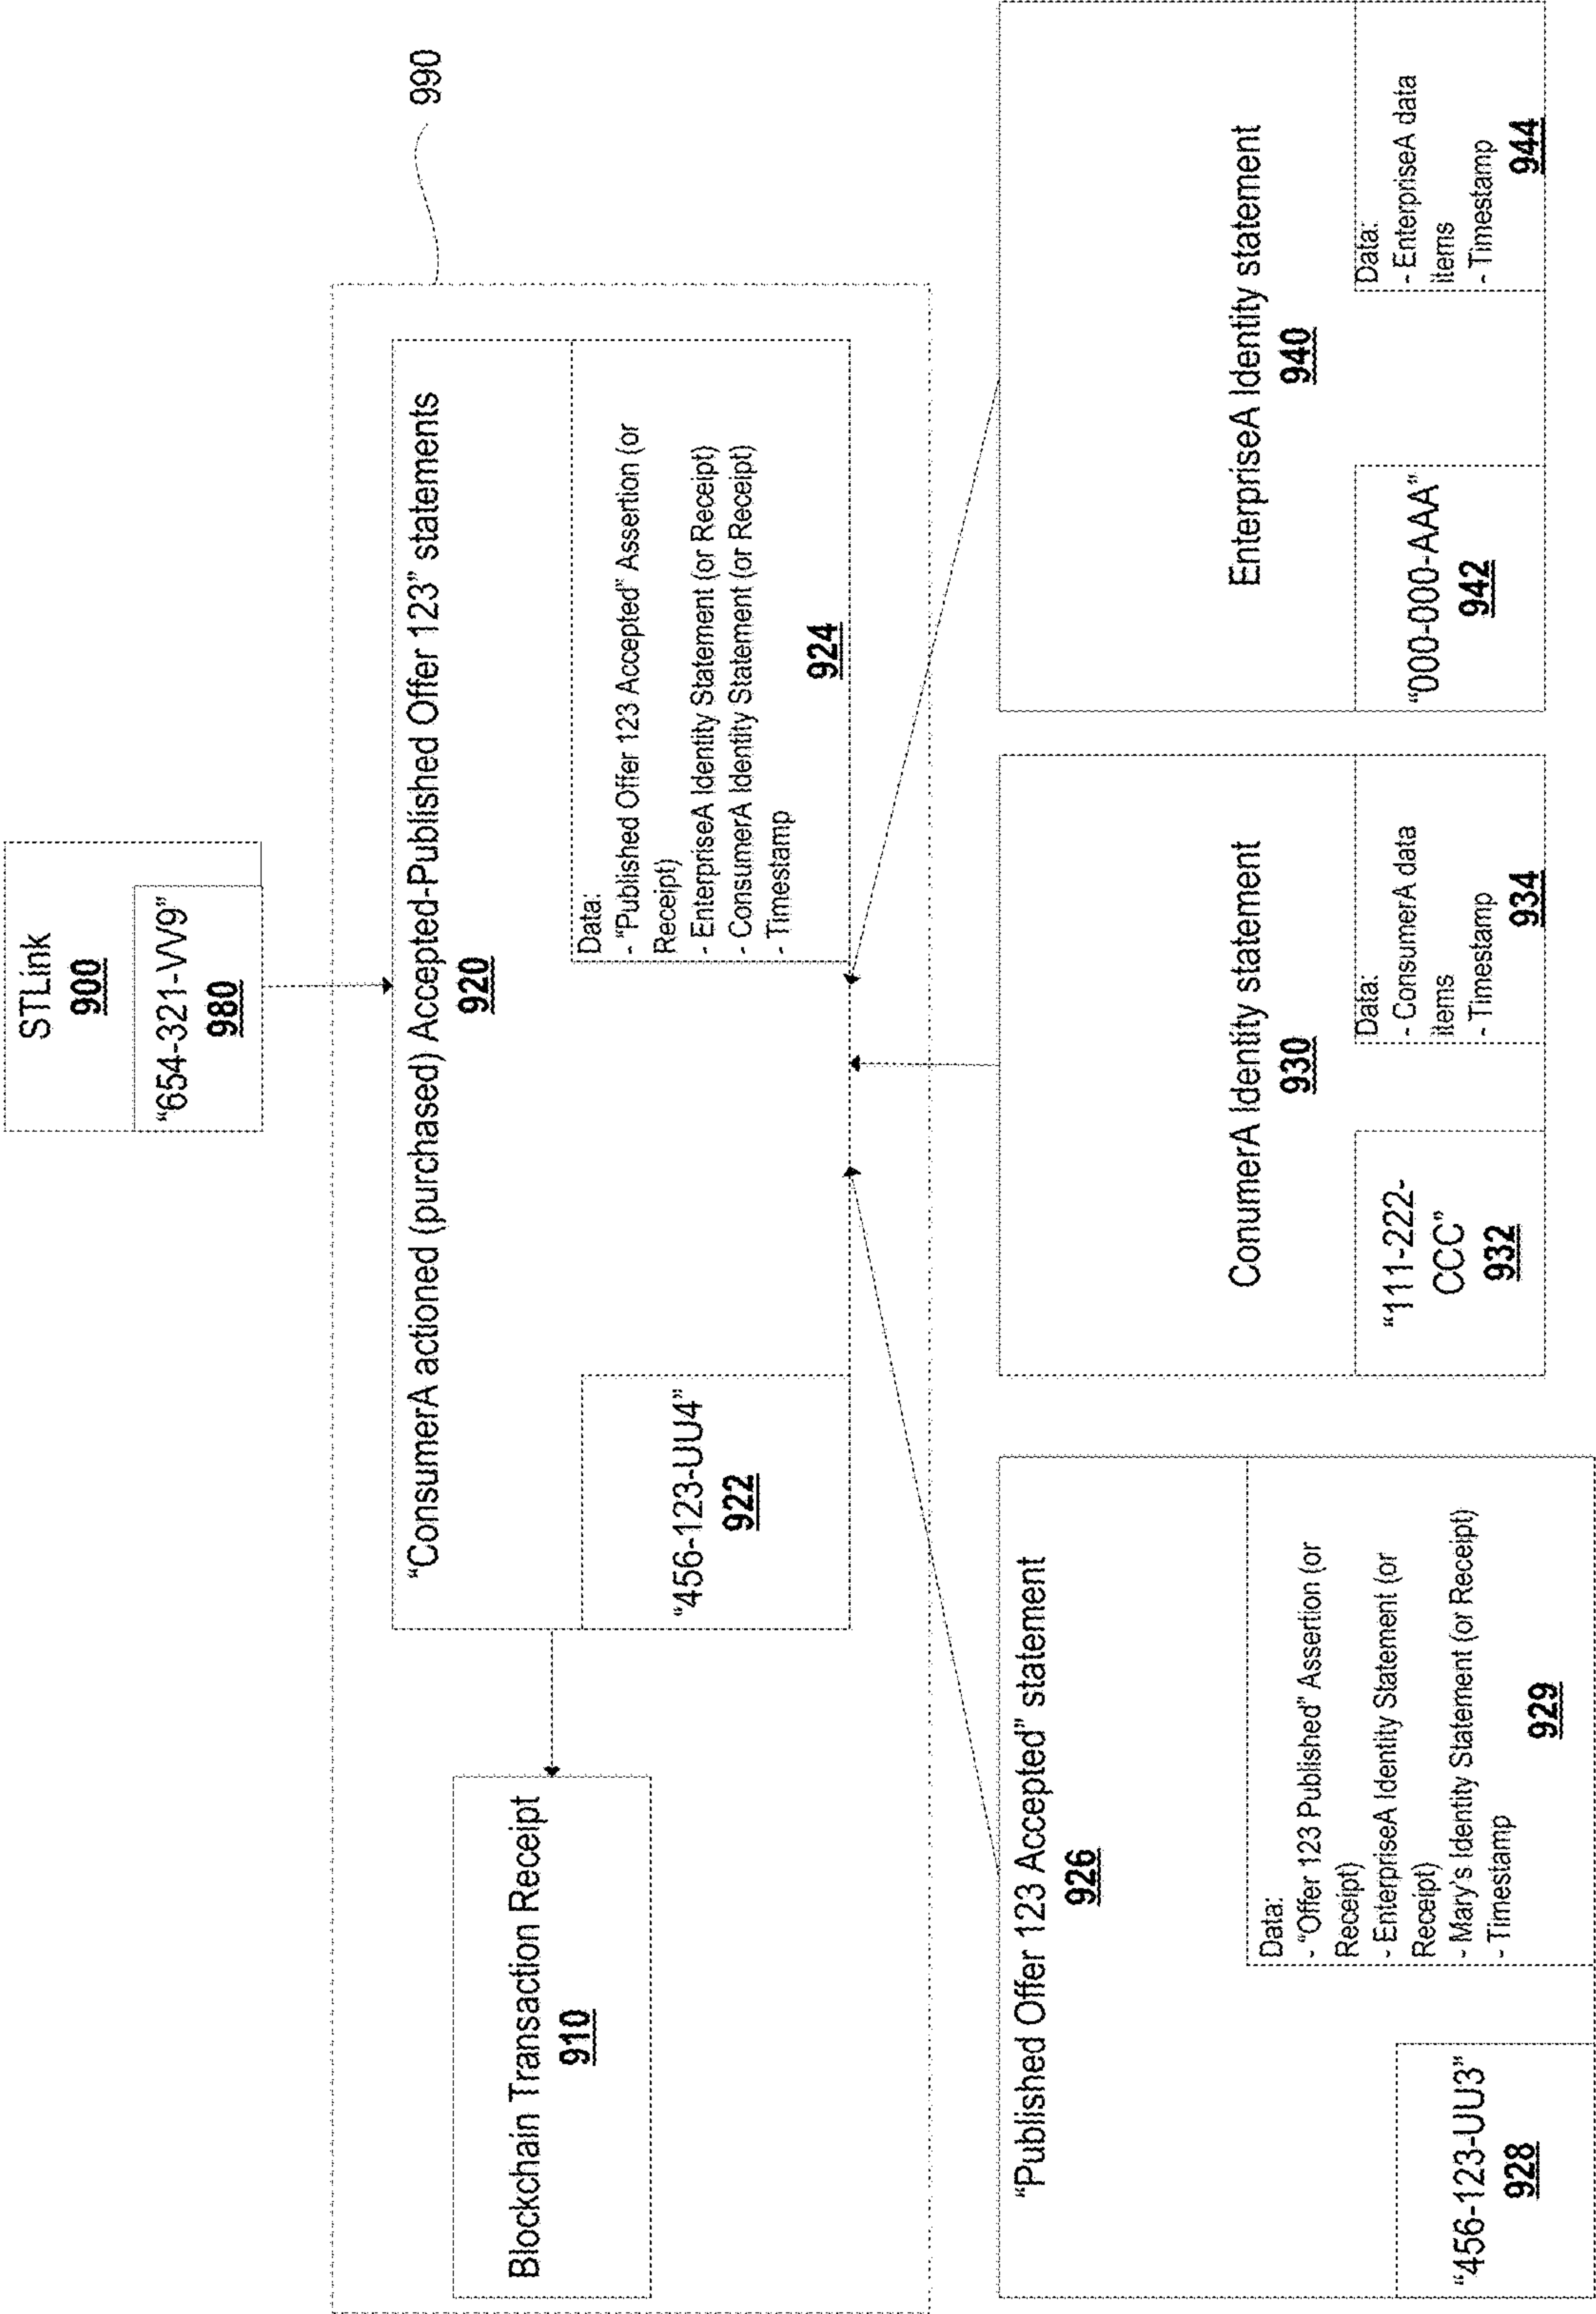 STLink
900
“654-321-VV9”
980
990
“ConsumerA actioned (purchased) Accepted-Published Offer 123” statements
920
Data:
- “Published Offer 123 Accepted” Assertion (or
Receipt)
- EnterpriseA Identity Statement (or Receipt)
- ConsumerA Identity Statement (or Receipt)
- Timestamp
924
“456-123-UU4”
922
Blockchain Transaction Receipt
910
“Published Offer 123 Accepted” statement
926
Data:
- “Offer 123 Published” Assertion (or
Receipt)
- EnterpriseA Identity Statement (or
Receipt)
- Mary’s Identity Statement (or Receipt)
- Timestamp
929
“456-123-UU3”
928
ConumerA Identity statement
930
“111-222-
CCC”
932
Data:
- ConsumerA data
items
- Timestamp
934
EnterpriseA Identity statement
940
“000-000-AAA”
942
Data:
- EnterpriseA data
items
- Timestamp
944